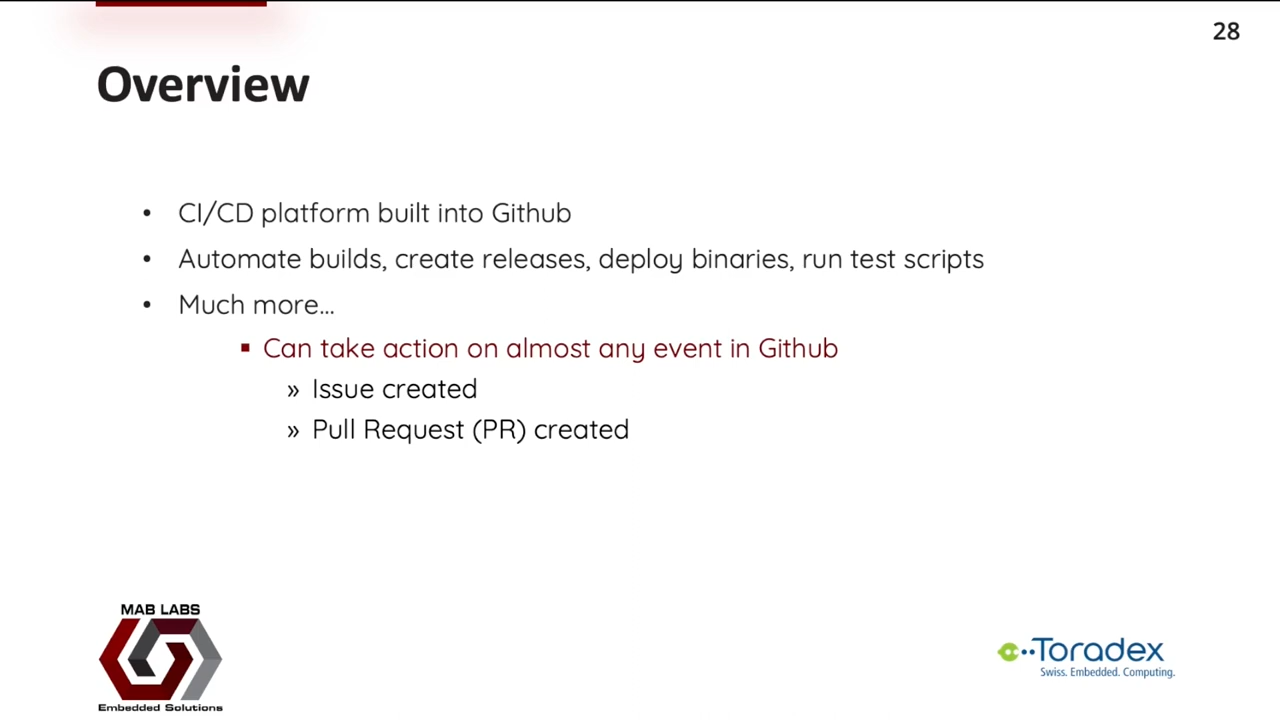 28
Overview
• CI/CD platform built into Github
• Automate builds, create releases, deploy binaries, run test scripts
• Much more...
▪ Can take action on almost any event in Github
» Issue created
» Pull Request (PR) created
MAB LABS
Embedded Solutions
Toradex
Swiss. Embedded. Computing.